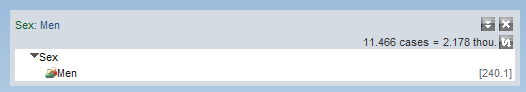 Sex: Men
11.466 cases = 2.178 thou.
Sex
Men [240.1]